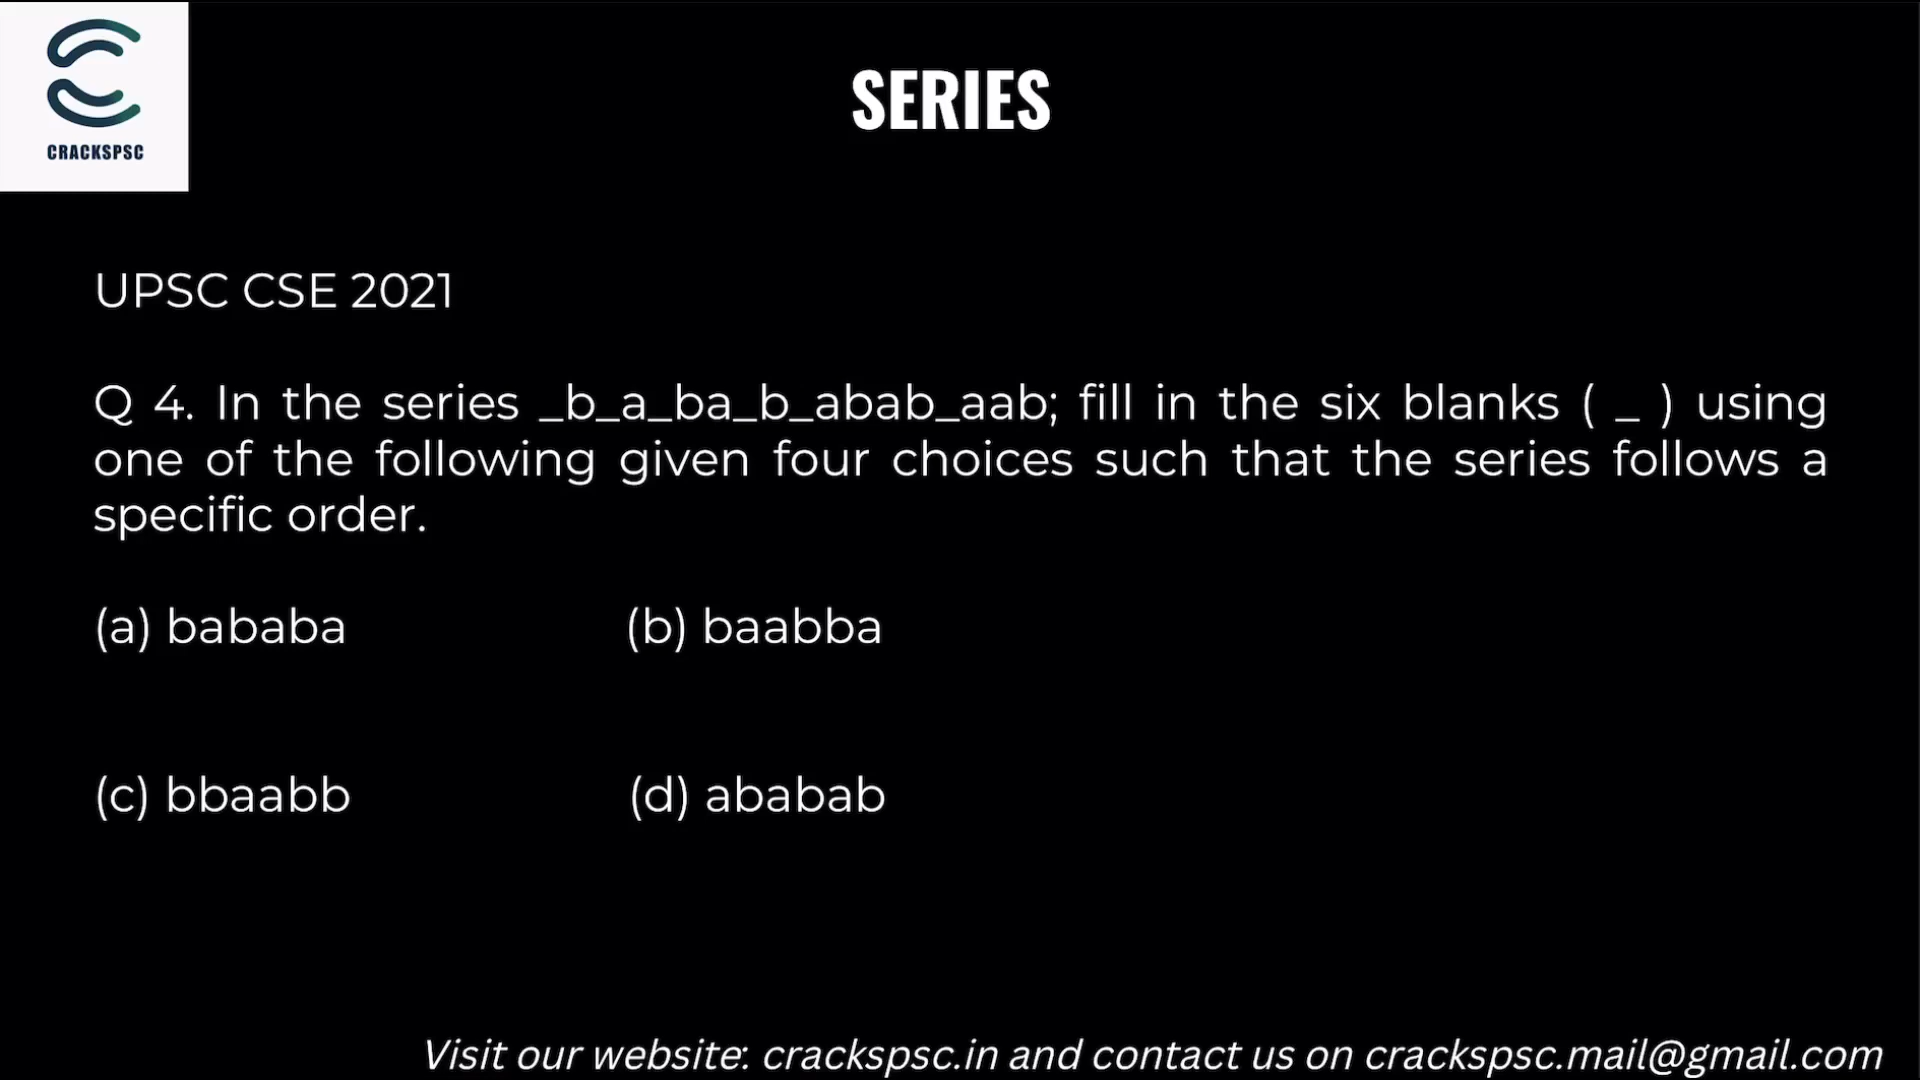 CRACKSPSC
SERIES
UPSC CSE 2021
Q 4. In the series _b_a_ba_b_abab_aab; fill in the six blanks ( _ ) using
one of the following given four choices such that the series follows a
specific order.
(a) bababa (b) baabba
(c) bbaabb (d) ababab
Visit our website: crackspsc.in and contact us on crackspsc.mail@gmail.com